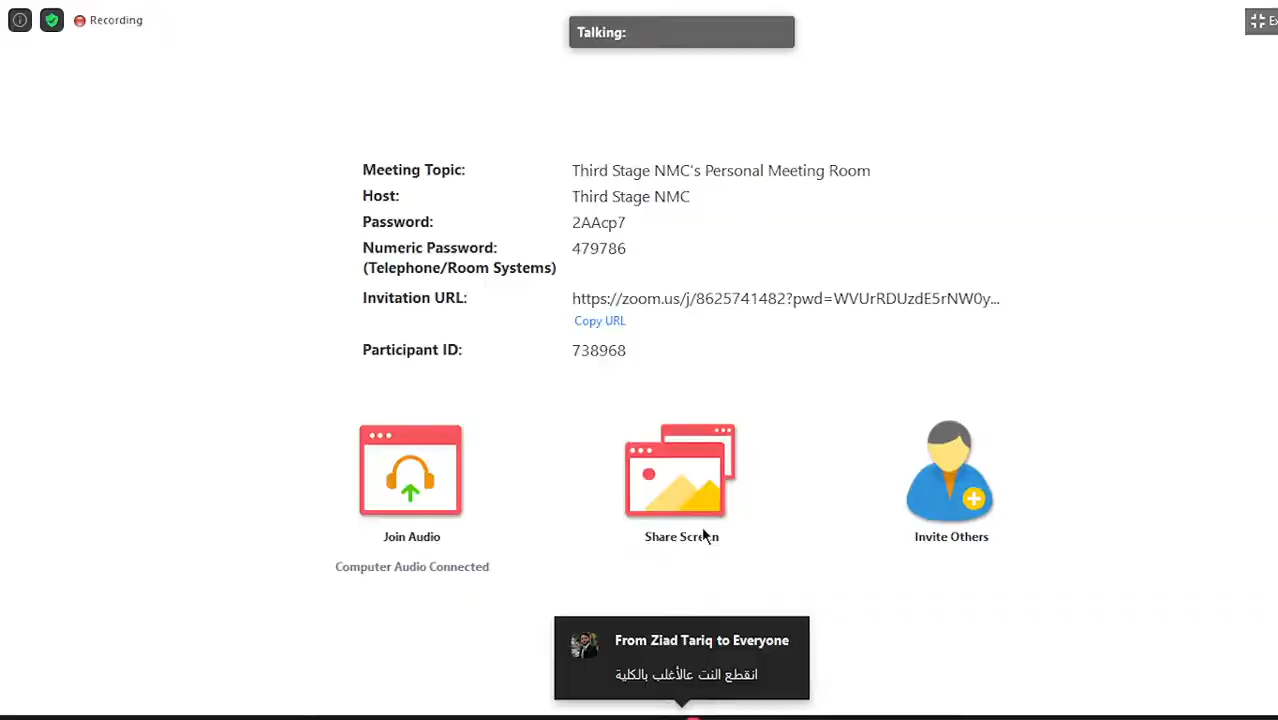 Recording
Talking:
Ex
Meeting Topic: Third Stage NMC's Personal Meeting Room
Host: Third Stage NMC
Password: 2AAcp7
Numeric Password: 479786
(Telephone/Room Systems)
Invitation URL: https://zoom.us/j/8625741482?pwd=WVUrRDUzdE5rNW0y...
Copy URL
Participant ID: 738968
Join Audio
Share Screen
Invite Others
Computer Audio Connected
From Ziad Tariq to Everyone
انقطع النت عالأغلب بالكلية